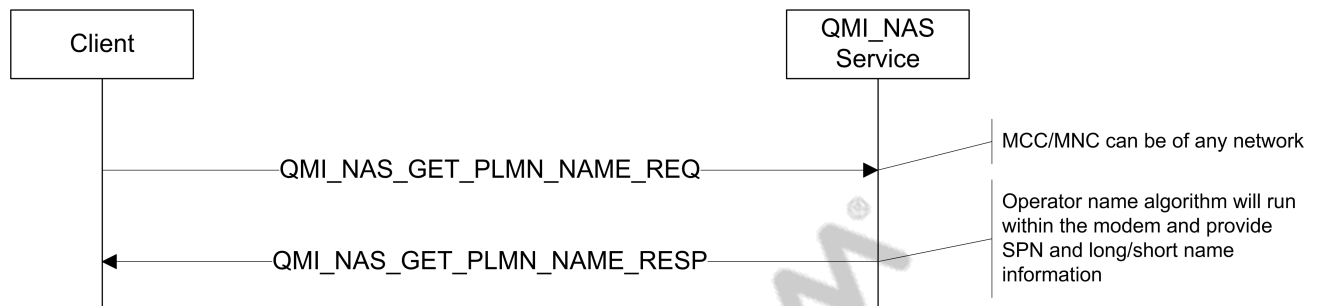 Client
QMI_NAS
Service
MCC/MNC can be of any network
QMI_NAS_GET_PLMN_NAME_REQ
Operator name algorithm will run
within the modem and provide
SPN and long/short name
information
QMI_NAS_GET_PLMN_NAME_RESP